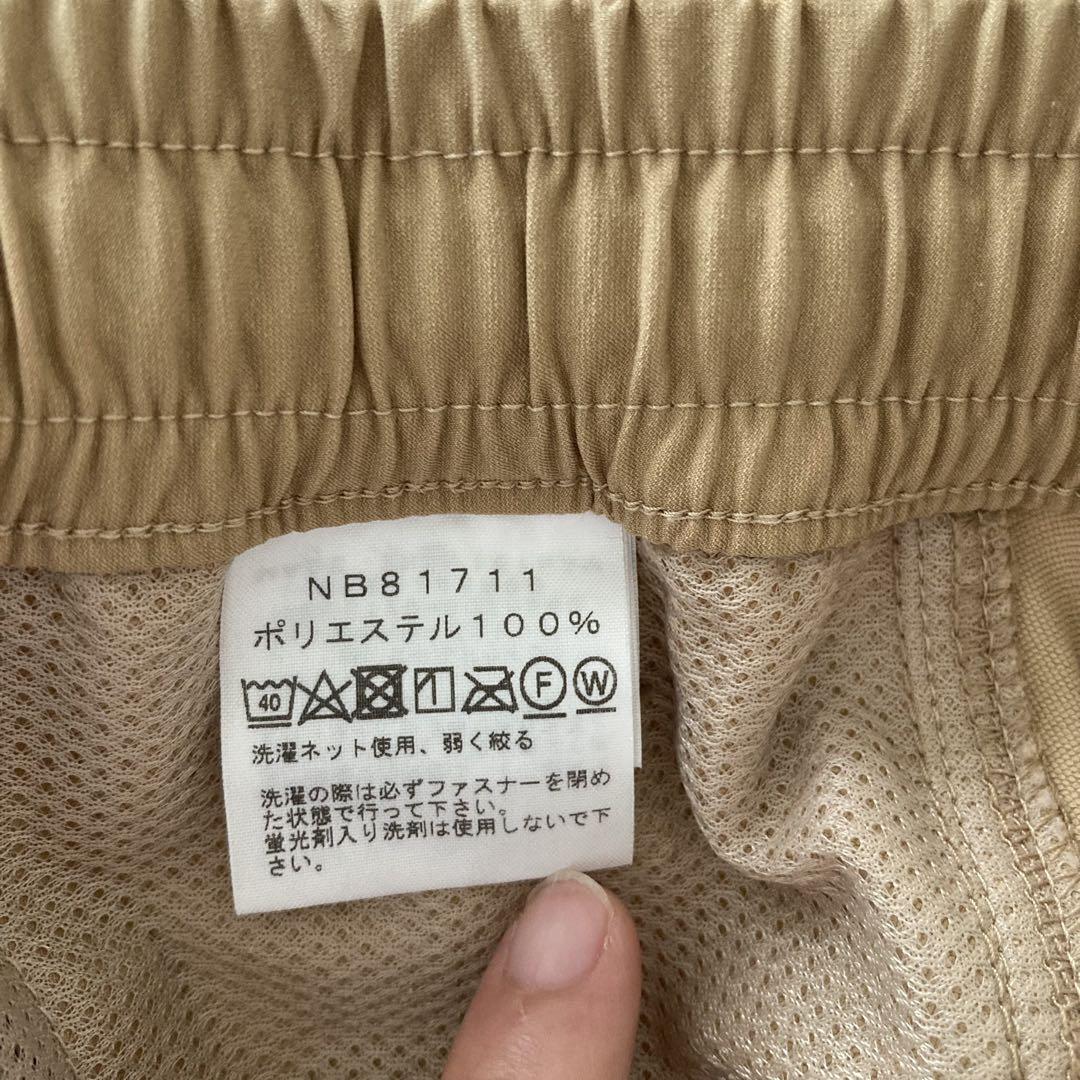 NB81711
ポリエステル100%
40 F W
洗濯ネット使用、弱く絞る
洗濯の際は必ずファスナーを閉め
た状態で行って下さい。
蛍光剤入り洗剤は使用しないで下
さい。